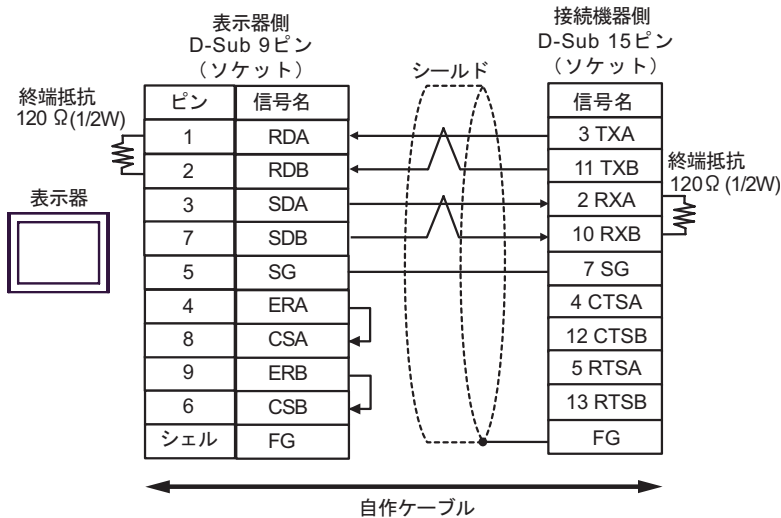 表示器側
D-Sub 9ピン
(ソケット)
接続機器側
D-Sub 15ピン
(ソケット)
シールド
終端抵抗
120 Ω(1/2W)
表示器
ピン 信号名
1 RDA
2 RDB
3 SDA
7 SDB
5 SG
4 ERA
8 CSA
9 ERB
6 CSB
シェル FG
信号名
3 TXA
11 TXB
2 RXA
10 RXB
7 SG
4 CTSA
12 CTSB
5 RTSA
13 RTSB
FG
終端抵抗
120Ω (1/2W)
自作ケーブル